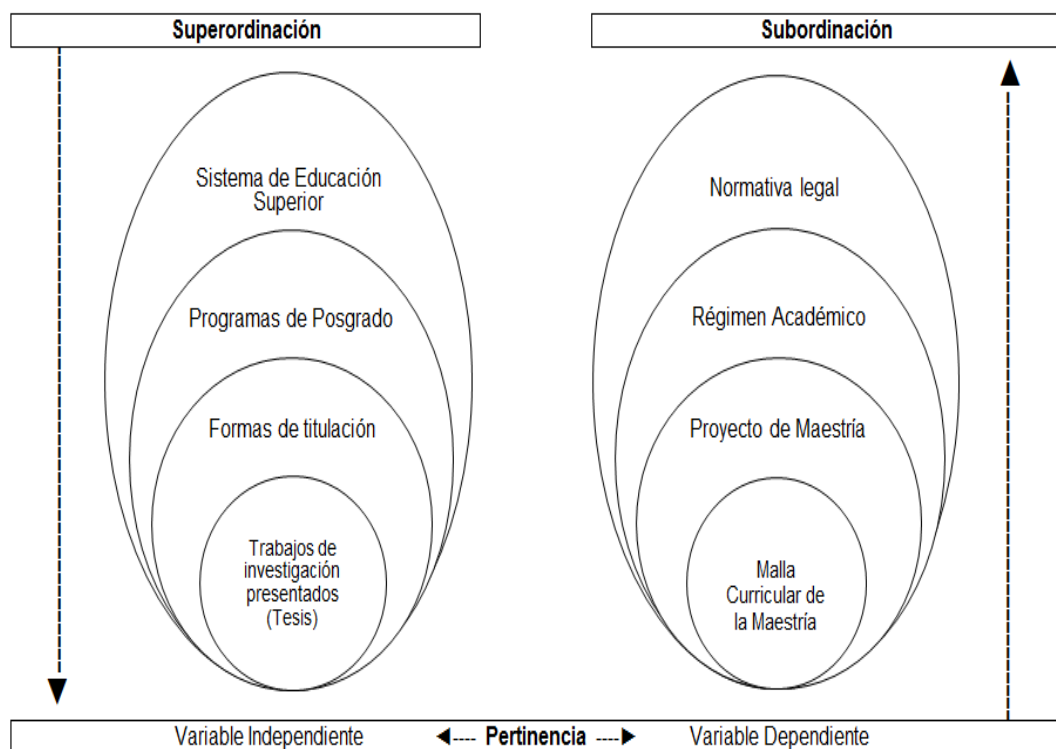 Superordinación
Subordinación
Sistema de Educación
Superior
Programas de Posgrado
Formas de titulación
Trabajos de
investigación
presentados
(Tesis)
Normativa legal
Régimen Académico
Proyecto de Maestría
Malla
Curricular de
la Maestría
Variable Independiente
Pertinencia
Variable Dependiente